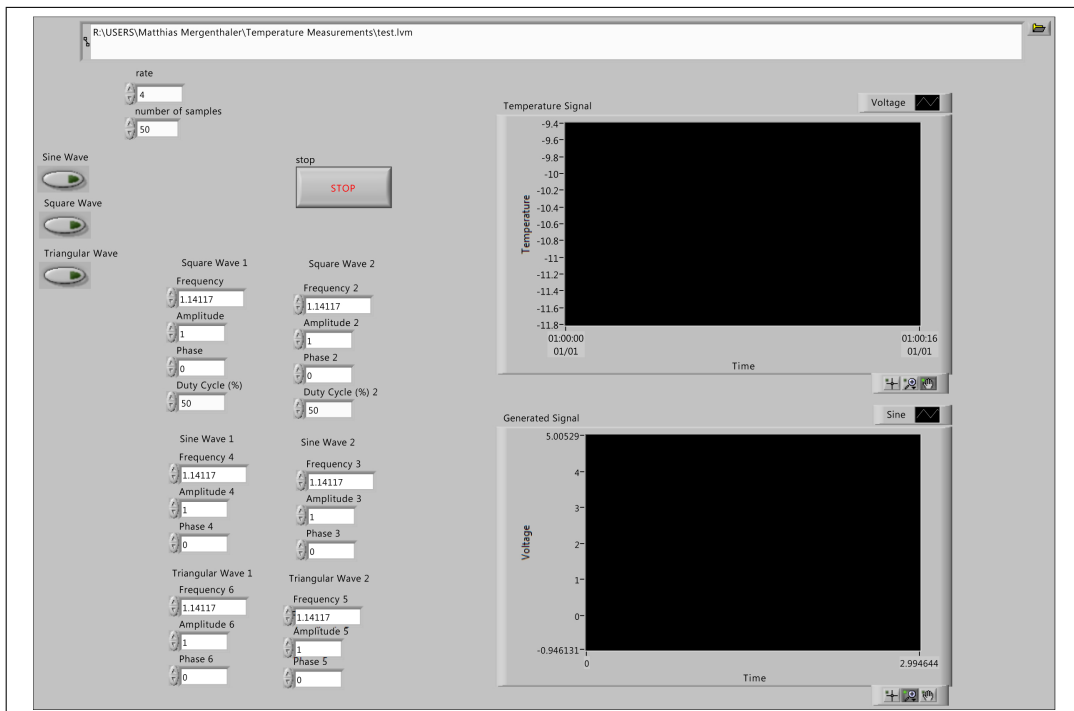 R:\USERS\Matthias Mergenthaler\Temperature Measurements\test.lvm
rate
4
number of samples
50
Sine Wave
Square Wave
Triangular Wave
stop
STOP
Square Wave 1
Frequency
1.14117
Amplitude
1
Phase
0
Duty Cycle (%)
50
Square Wave 2
Frequency 2
1.14117
Amplitude 2
1
Phase 2
0
Duty Cycle (%) 2
50
Sine Wave 1
Frequency 4
1.14117
Amplitude 4
1
Phase 4
0
Sine Wave 2
Frequency 3
1.14117
Amplitude 3
1
Phase 3
0
Triangular Wave 1
Frequency 6
1.14117
Amplitude 6
1
Phase 6
0
Triangular Wave 2
Frequency 5
1.14117
Amplitude 5
1
Phase 5
0
Temperature Signal
Voltage
Temperature
-9.4
-9.6
-9.8
-10
-10.2
-10.4
-10.6
-10.8
-11
-11.2
-11.4
-11.6
-11.8
01:00:00
01/01
01:00:16
01/01
Time
Generated Signal
Sine
Voltage
5.00529
4
3
2
1
0
-0.946131
0
2.994644
Time